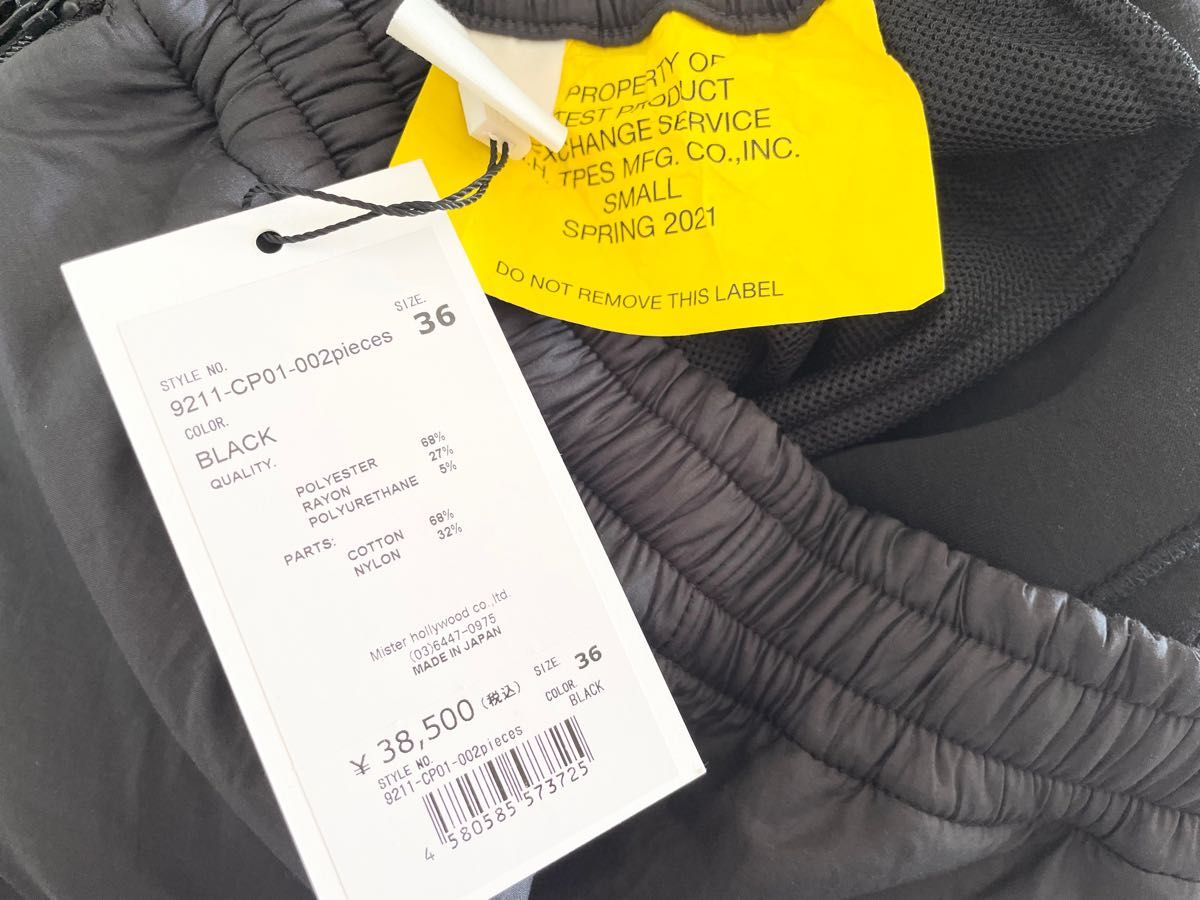 PROPERTY OF
TEST PRODUCT
EXCHANGE SERVICE
.H. TPES MFG. CO.,INC.
SMALL
SPRING 2021
DO NOT REMOVE THIS LABEL
SIZE.
36
STYLE NO.
9211-CP01-002pieces
COLOR.
BLACK
QUALITY.
POLYESTER 68%
RAYON 27%
POLYURETHANE 5%
PARTS: COTTON 68%
NYLON 32%
Mister hollywood co.,ltd
(03)6447-0975
MADE IN JAPAN
SIZE 36
¥ 38,500 (税込)
COLOR
BLACK
STYLE NO.
9211-CP01-002pieces
4 580585 573725